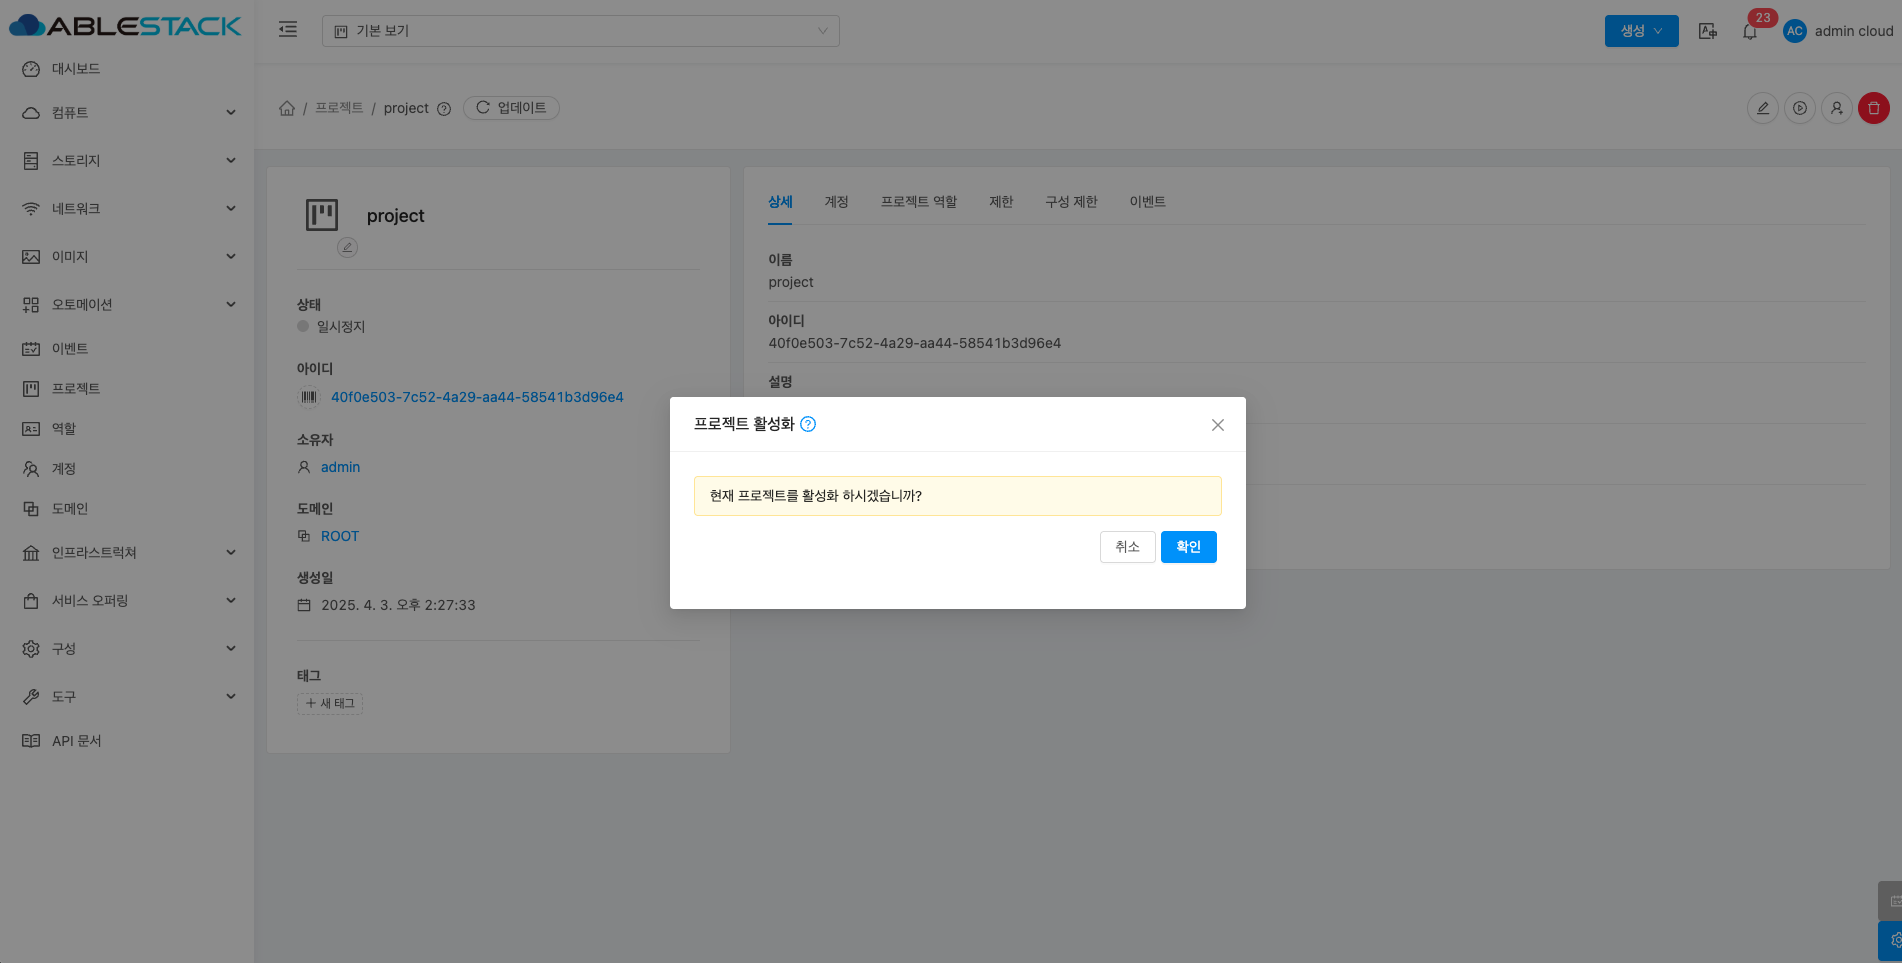 ABLESTACK
기본 보기
생성
23
AC
admin cloud
대시보드
컴퓨트
스토리지
네트워크
이미지
오토메이션
이벤트
프로젝트
역할
계정
도메인
인프라스트럭쳐
서비스 오퍼링
구성
도구
API 문서
/ 프로젝트 / project
업데이트
project
상태
일시정지
아이디
40f0e503-7c52-4a29-aa44-58541b3d96e4
소유자
admin
도메인
ROOT
생성일
2025. 4. 3. 오후 2:27:33
태그
+ 새 태그
상세 계정 프로젝트 역할 제한 구성 제한 이벤트
이름
project
아이디
40f0e503-7c52-4a29-aa44-58541b3d96e4
설명
프로젝트 활성화
현재 프로젝트를 활성화 하시겠습니까?
취소 확인